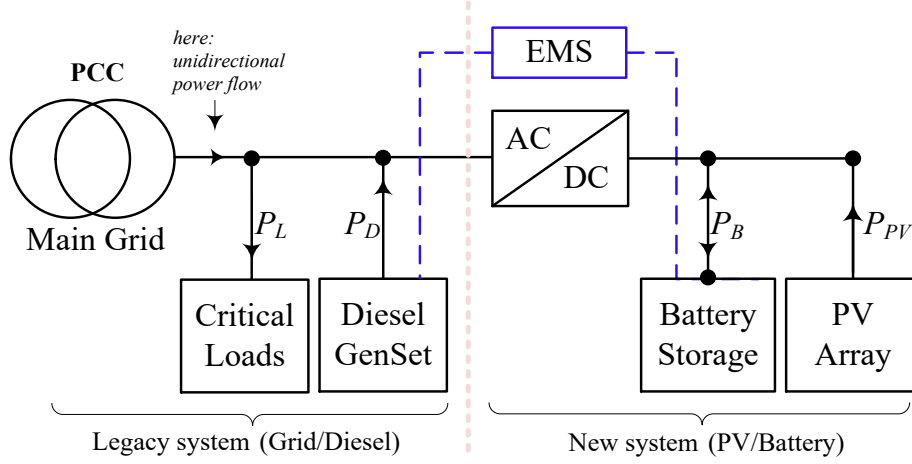 here:
unidirectional
power flow
PCC
Main Grid
EMS
AC
DC
P_L
P_D
P_B
P_PV
Critical
Loads
Diesel
GenSet
Battery
Storage
PV
Array
Legacy system (Grid/Diesel)
New system (PV/Battery)